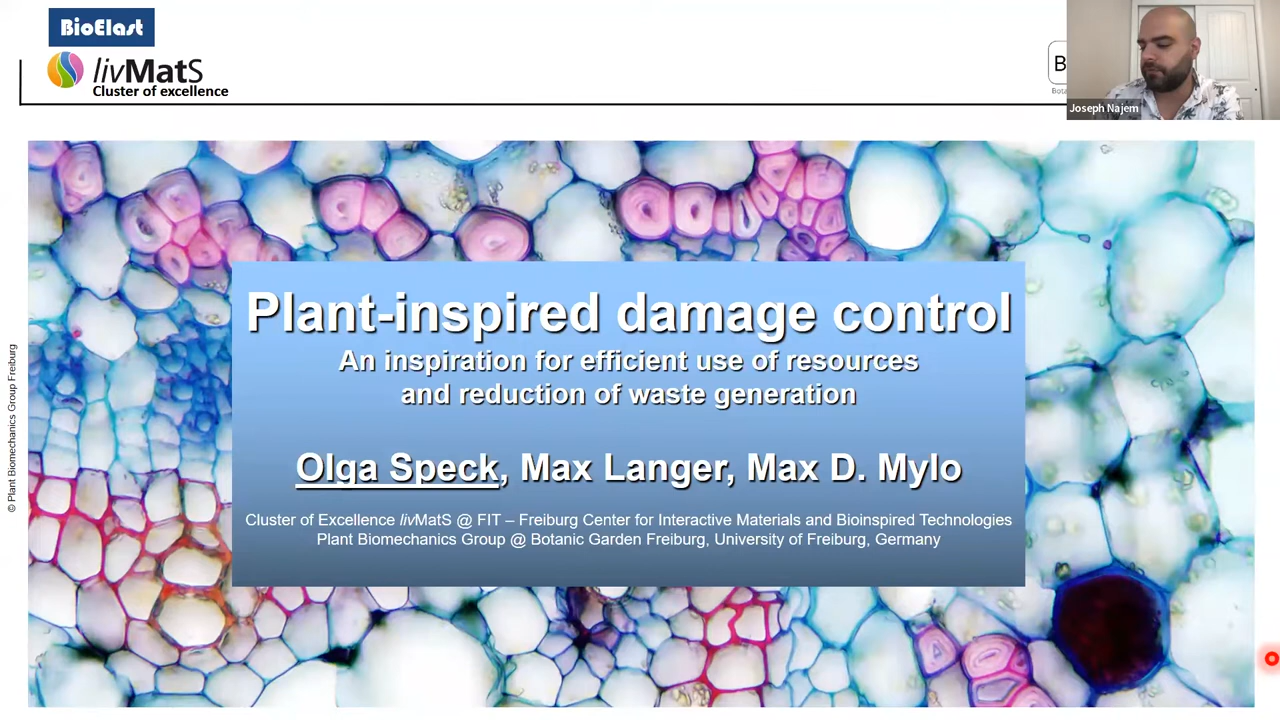 BioElast
livMatS
Cluster of excellence
B
Bota
Joseph Najem
© Plant Biomechanics Group Freiburg
Plant-inspired damage control
An inspiration for efficient use of resources
and reduction of waste generation
Olga Speck, Max Langer, Max D. Mylo
Cluster of Excellence livMatS @ FIT – Freiburg Center for Interactive Materials and Bioinspired Technologies
Plant Biomechanics Group @ Botanic Garden Freiburg, University of Freiburg, Germany